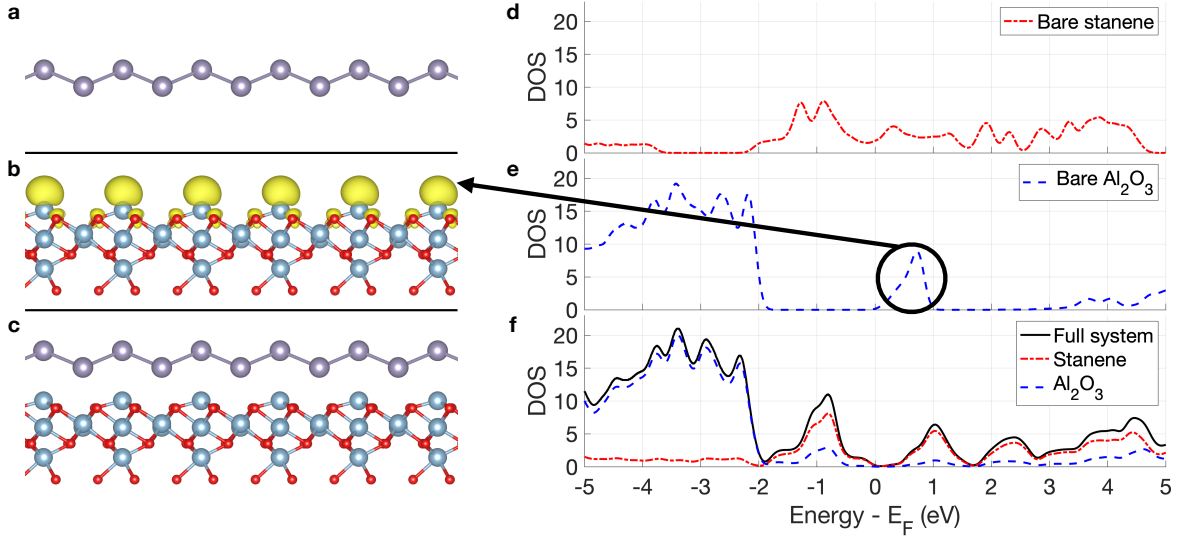 a
b
c
d
DOS
20
15
10
5
0
Bare stanene
e
DOS
20
15
10
5
0
Bare Al₂O₃
f
DOS
20
15
10
5
0
Full system
Stanene
Al₂O₃
-5 -4 -3 -2 -1 0 1 2 3 4 5
Energy - E_F (eV)